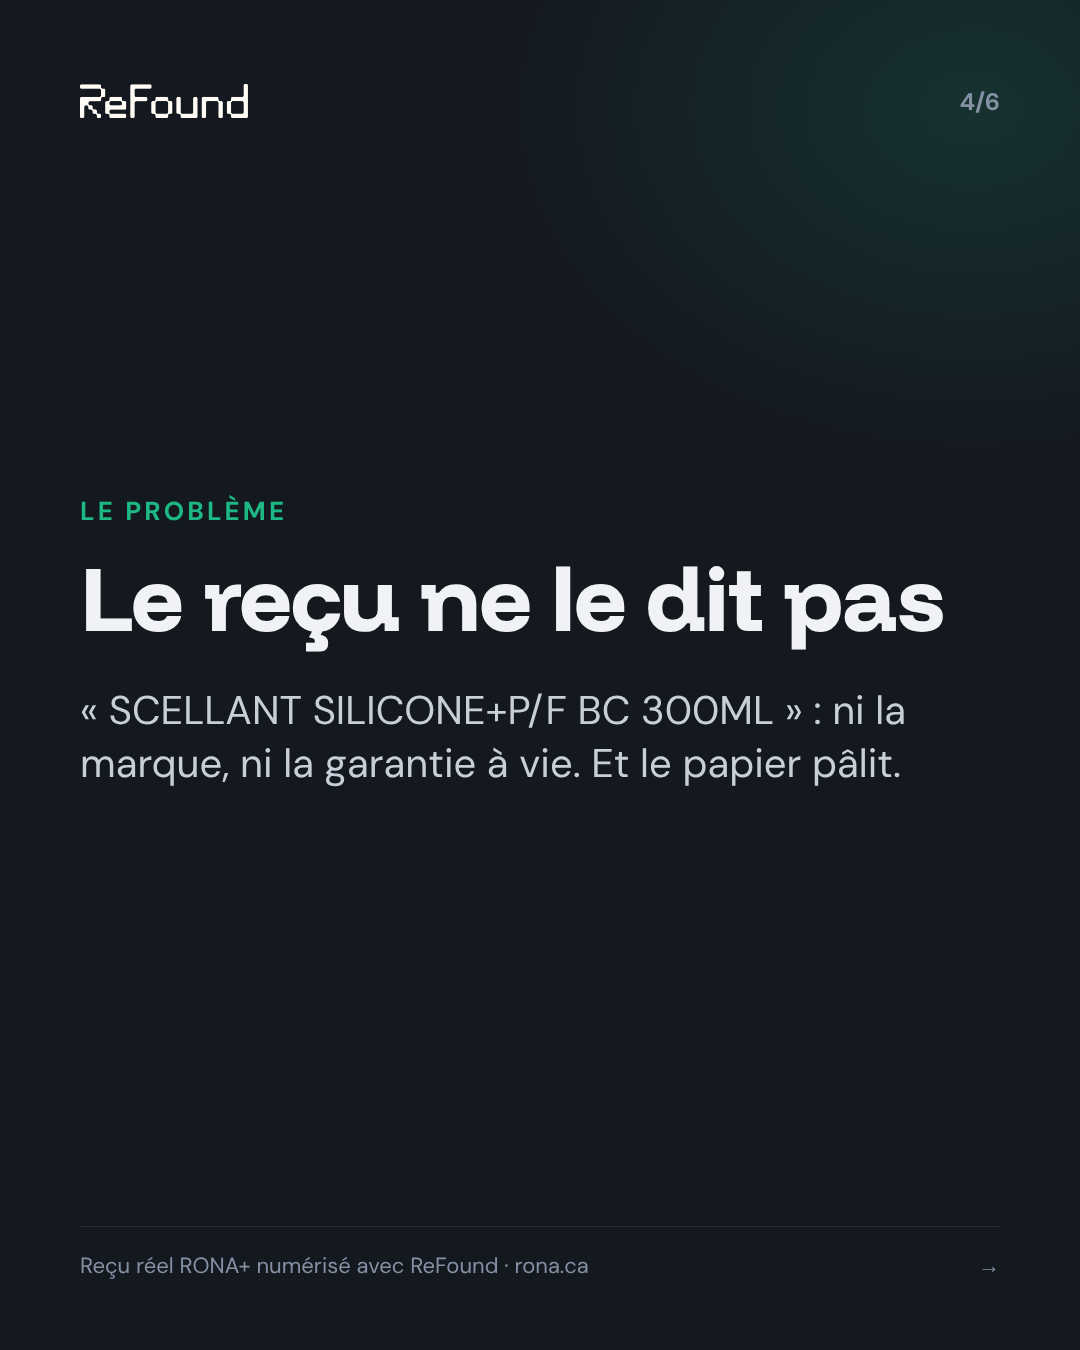 ReFound
4/6
LE PROBLÈME
Le reçu ne le dit pas
« SCELLANT SILICONE+P/F BC 300ML » : ni la
marque, ni la garantie à vie. Et le papier pâlit.
Reçu réel RONA+ numérisé avec ReFound · rona.ca
→